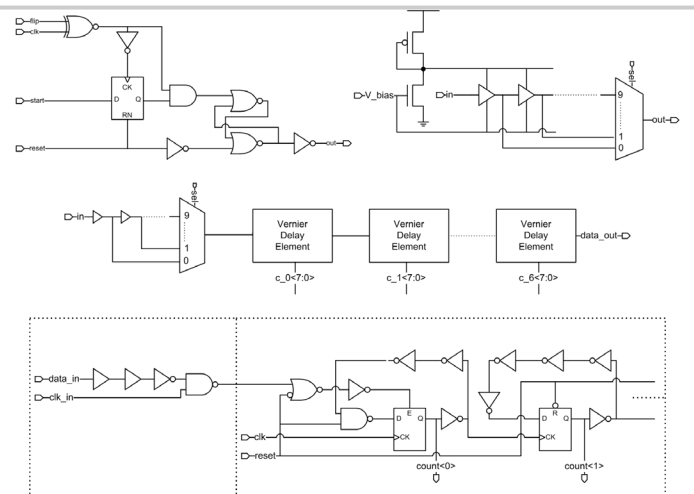 flip
clk
start
reset
CK
D Q
RN
out
V_bias
in
sel
9
1
0
out
in
sel
9
1
0
Vernier
Delay
Element
c_0<7:0>
Vernier
Delay
Element
c_1<7:0>
Vernier
Delay
Element
c_6<7:0>
data_out
data_in
clk_in
clk
reset
E
D Q
CK
count<0>
R
D Q
CK
count<1>